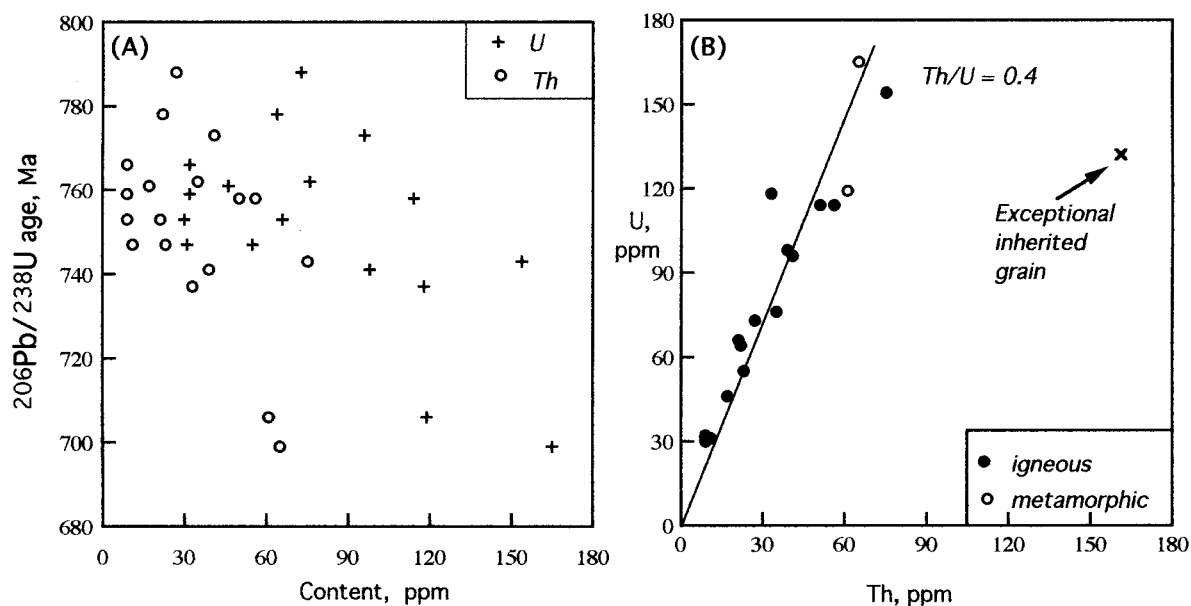 (A)
+ U
o Th
800
780
760
740
720
700
680
206Pb/238U age, Ma
0 30 60 90 120 150 180
Content, ppm
(B)
180
150
120
90
60
30
0
U,
ppm
Th/U = 0.4
Exceptional
inherited
grain
igneous
metamorphic
0 30 60 90 120 150 180
Th, ppm